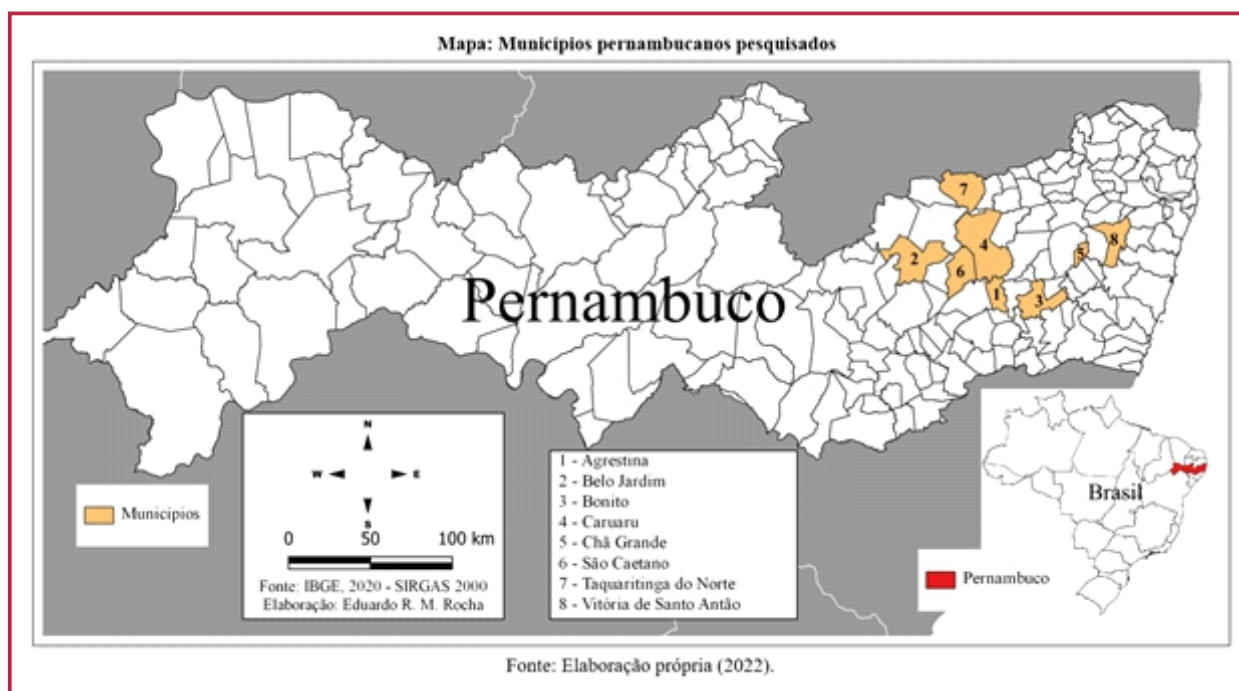 Mapa: Municípios pernambucanos pesquisados
7
4
8
5
2
6
1
3
Pernambuco
N
W
E
S
Municípios
0 50 100 km
Fonte: IBGE, 2020 - SIRGAS 2000
Elaboração: Eduardo R. M. Rocha
1 - Agrestina
2 - Belo Jardim
3 - Bonito
4 - Caruaru
5 - Chã Grande
6 - São Caetano
7 - Taquaritinga do Norte
8 - Vitória de Santo Antão
Brasil
Pernambuco
Fonte: Elaboração própria (2022).